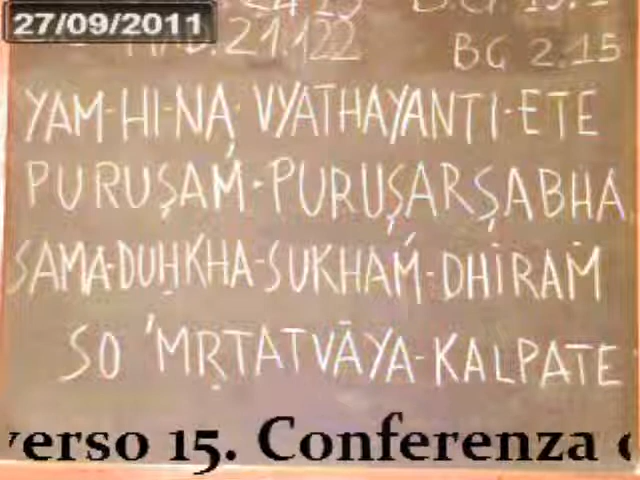 27/09/2011
21.122
BG 2.15
YAM-HI-NA VYATHAYANTI-ETE
PURUṢAṀ-PURUṢARṢABHA
SAMA-DUḤKHA-SUKHAṀ-DHĪRAṀ
SO 'MṚTATVĀYA-KALPATE
verso 15. Conferenza